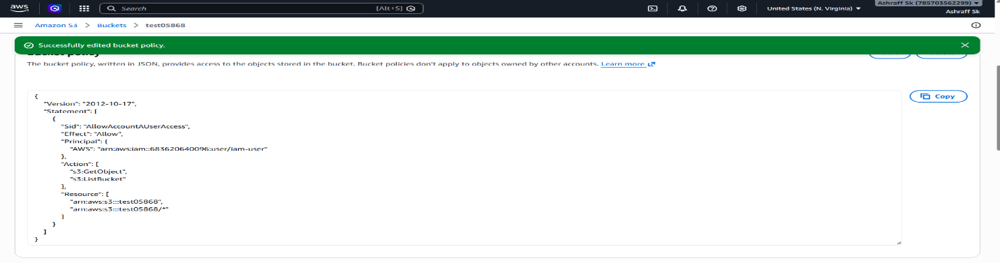 aws
Search
[Alt+S]
United States (N. Virginia)
Ashraff Sk (785703562299)
Ashraff Sk
Amazon S3 > Buckets > test05868
Successfully edited bucket policy.
Bucket policy
The bucket policy, written in JSON, provides access to the objects stored in the bucket. Bucket policies don't apply to objects owned by other accounts. Learn more
Copy
{
"Version": "2012-10-17",
"Statement": [
{
"Sid": "AllowAccountAUserAccess",
"Effect": "Allow",
"Principal": {
"AWS": "arn:aws:iam::683620640096:user/iam-user"
},
"Action": [
"s3:GetObject",
"s3:ListBucket"
],
"Resource": [
"arn:aws:s3:::test05868",
"arn:aws:s3:::test05868/*"
]
}
]
}